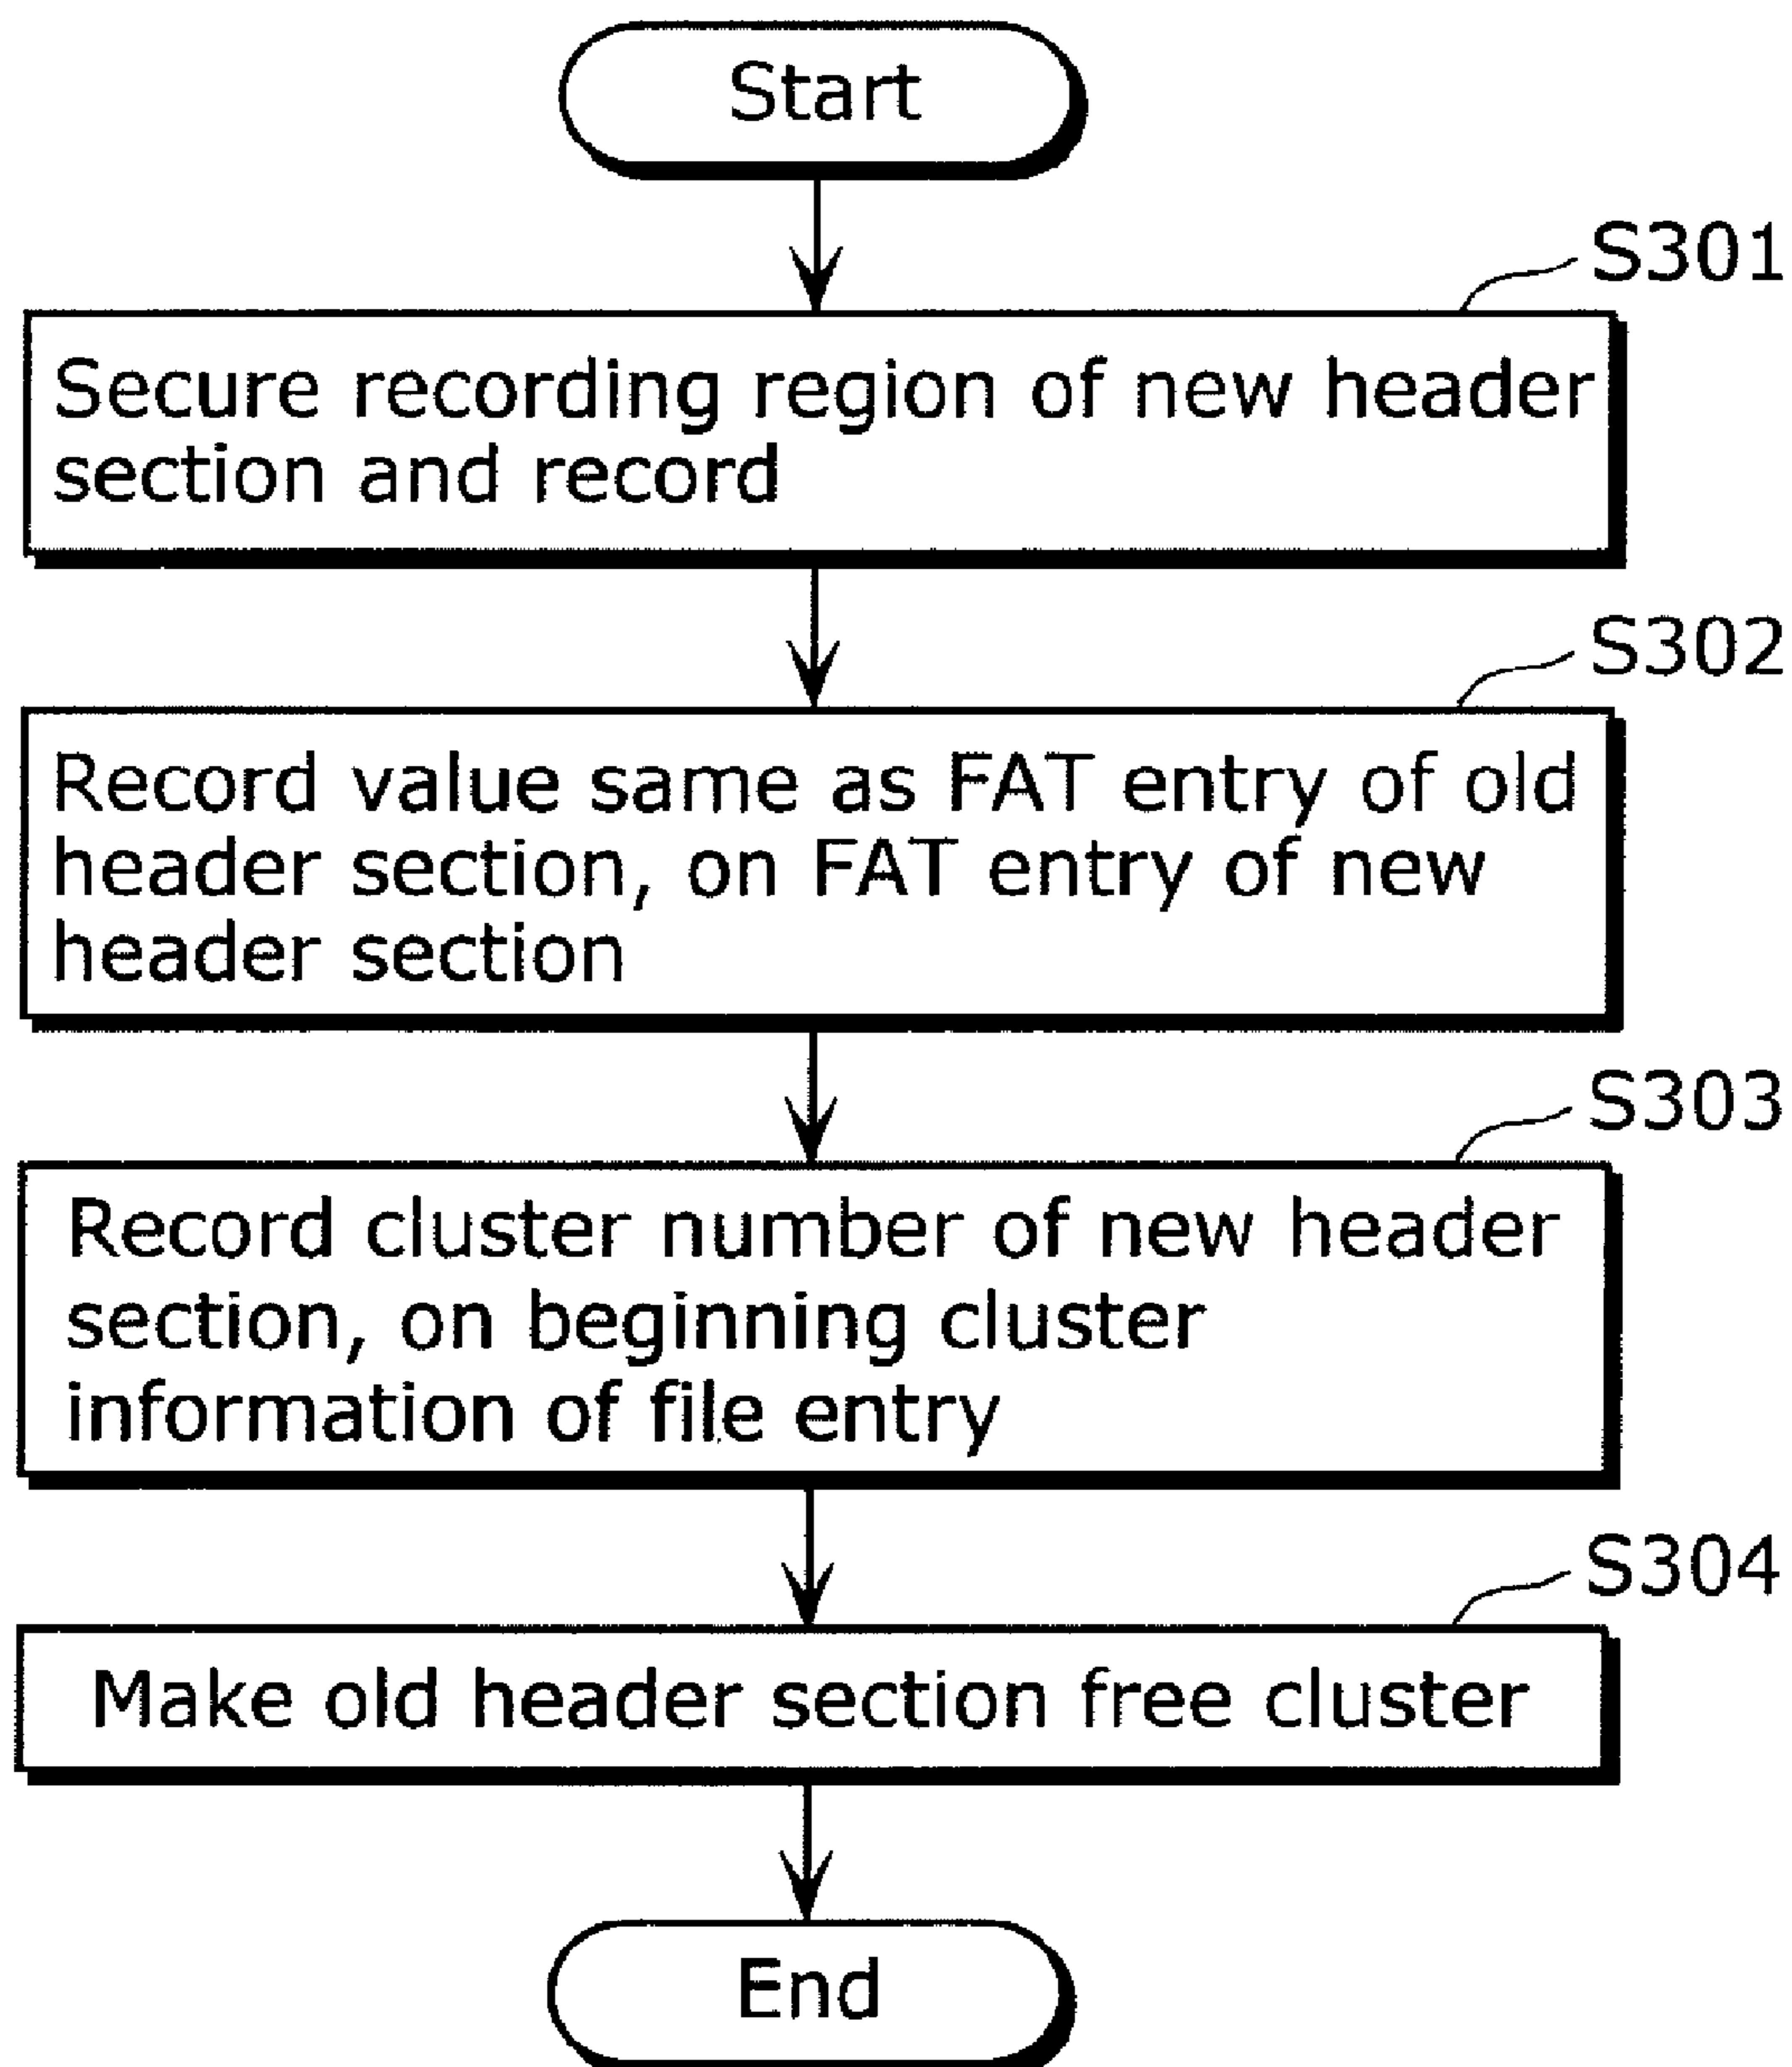 Start
S301
Secure recording region of new header
section and record
S302
Record value same as FAT entry of old
header section, on FAT entry of new
header section
S303
Record cluster number of new header
section, on beginning cluster
information of file entry
S304
Make old header section free cluster
End